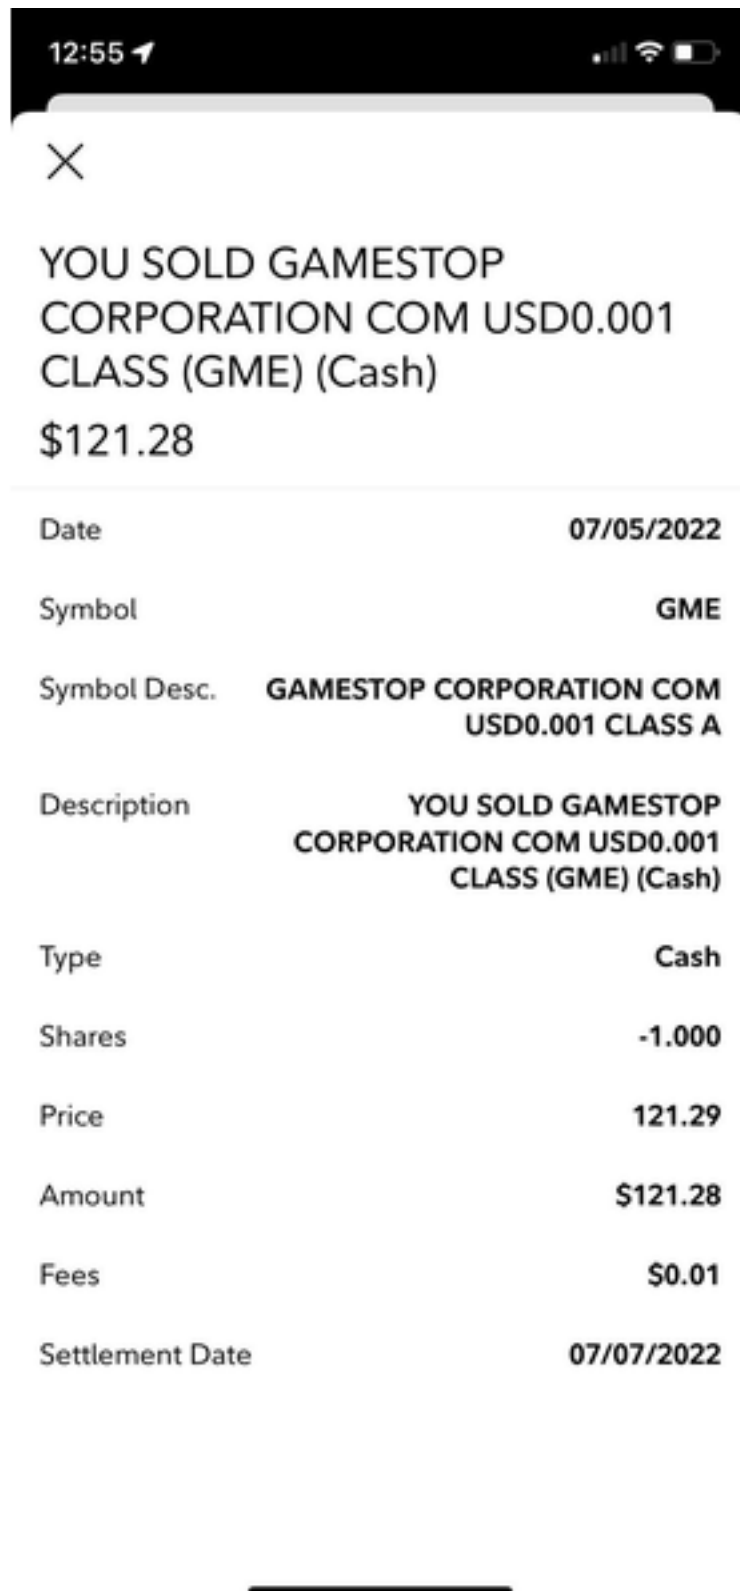 12:55
YOU SOLD GAMESTOP
CORPORATION COM USD0.001
CLASS (GME) (Cash)
$121.28
Date 07/05/2022
Symbol GME
Symbol Desc. GAMESTOP CORPORATION COM
USD0.001 CLASS A
Description YOU SOLD GAMESTOP
CORPORATION COM USD0.001
CLASS (GME) (Cash)
Type Cash
Shares -1.000
Price 121.29
Amount $121.28
Fees $0.01
Settlement Date 07/07/2022